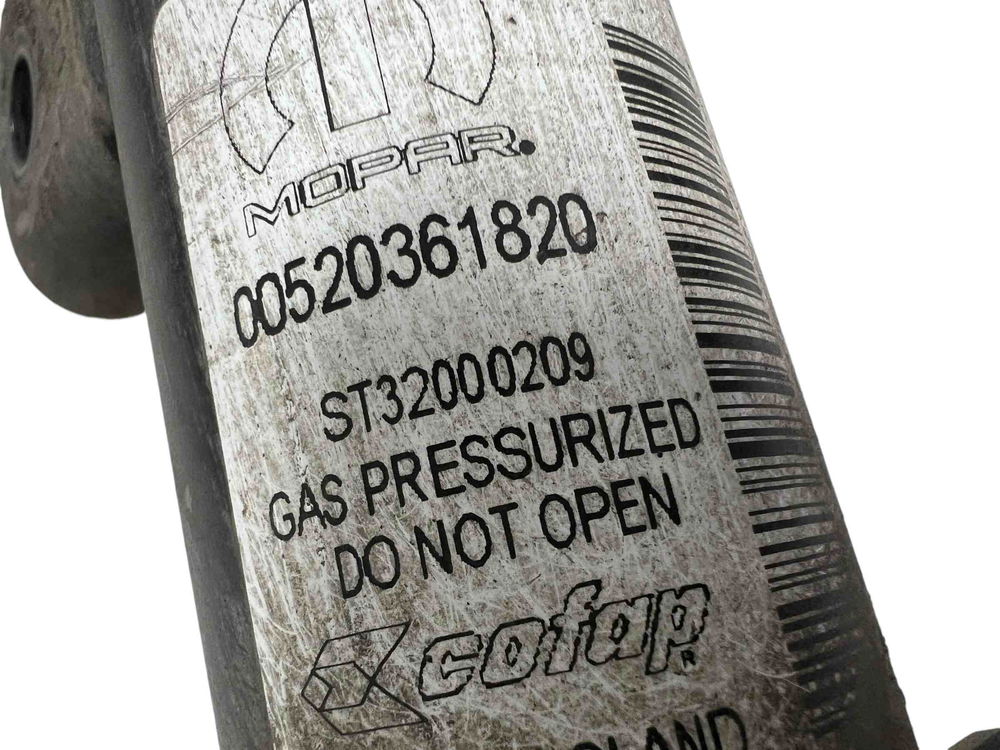 MOPAR.
00520361820
ST32000209
GAS PRESSURIZED
DO NOT OPEN
cofap
R